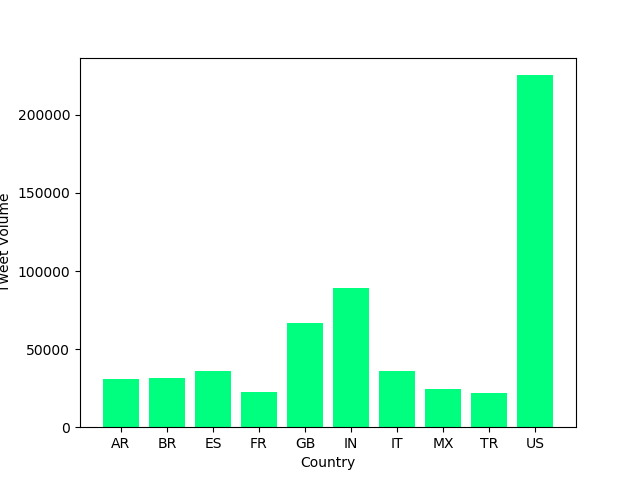 200000
150000
100000
50000
0
Tweet Volume
AR BR ES FR GB IN IT MX TR US
Country